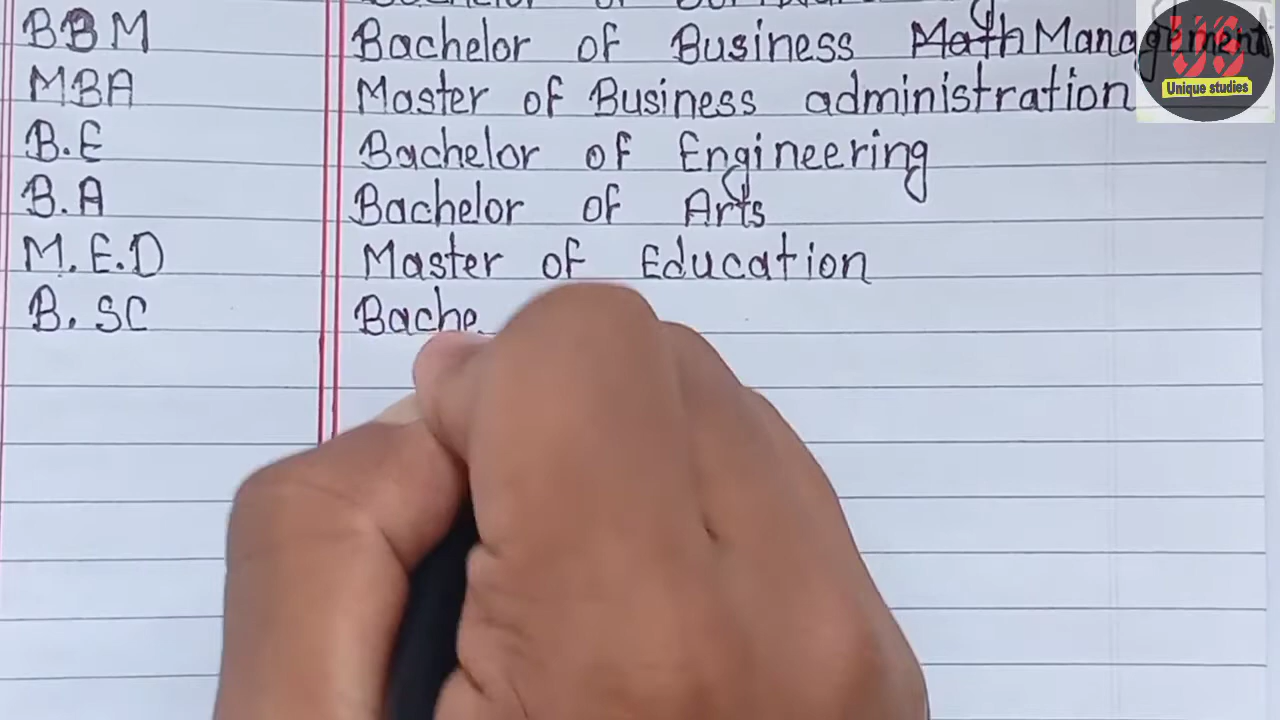 BBM Bachelor of Business Math Management
MBA Master of Business administration
B.E Bachelor of Engineering
B.A Bachelor of Arts
M.E.D Master of Education
B. SC Bache
US
Unique studies